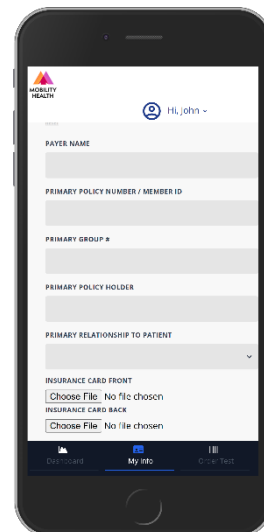 MOBILITY
HEALTH
Hi, John
PAYER NAME
PRIMARY POLICY NUMBER / MEMBER ID
PRIMARY GROUP #
PRIMARY POLICY HOLDER
PRIMARY RELATIONSHIP TO PATIENT
INSURANCE CARD FRONT
Choose File No file chosen
INSURANCE CARD BACK
Choose File No file chosen
Dashboard My Info Order Test